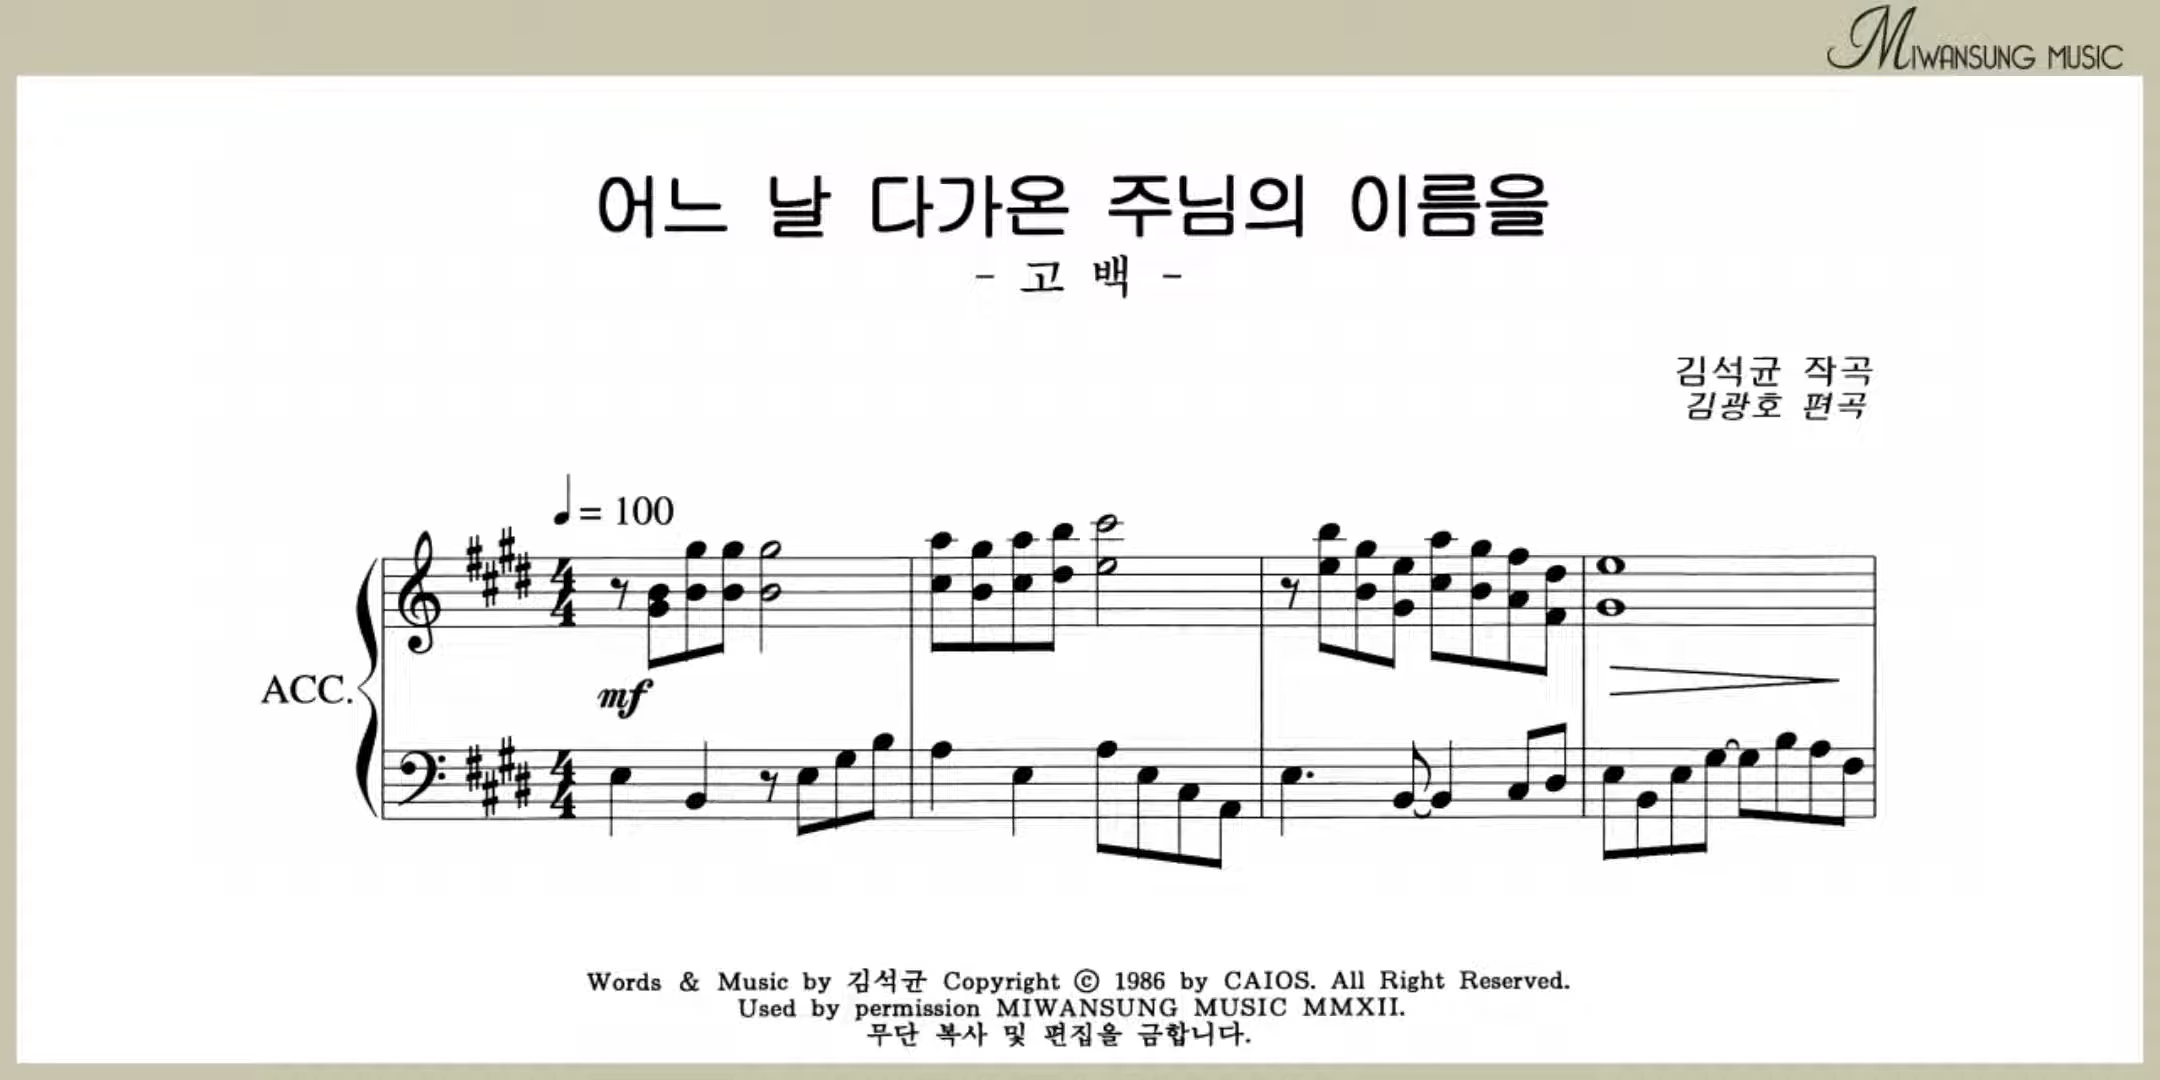 MIWANSUNG MUSIC
어느 날 다가온 주님의 이름을
- 고 백 -
김석균 작곡
김광호 편곡
♩= 100
ACC.
mf
Words & Music by 김석균 Copyright © 1986 by CAIOS. All Right Reserved.
Used by permission MIWANSUNG MUSIC MMXII.
무단 복사 및 편집을 금합니다.